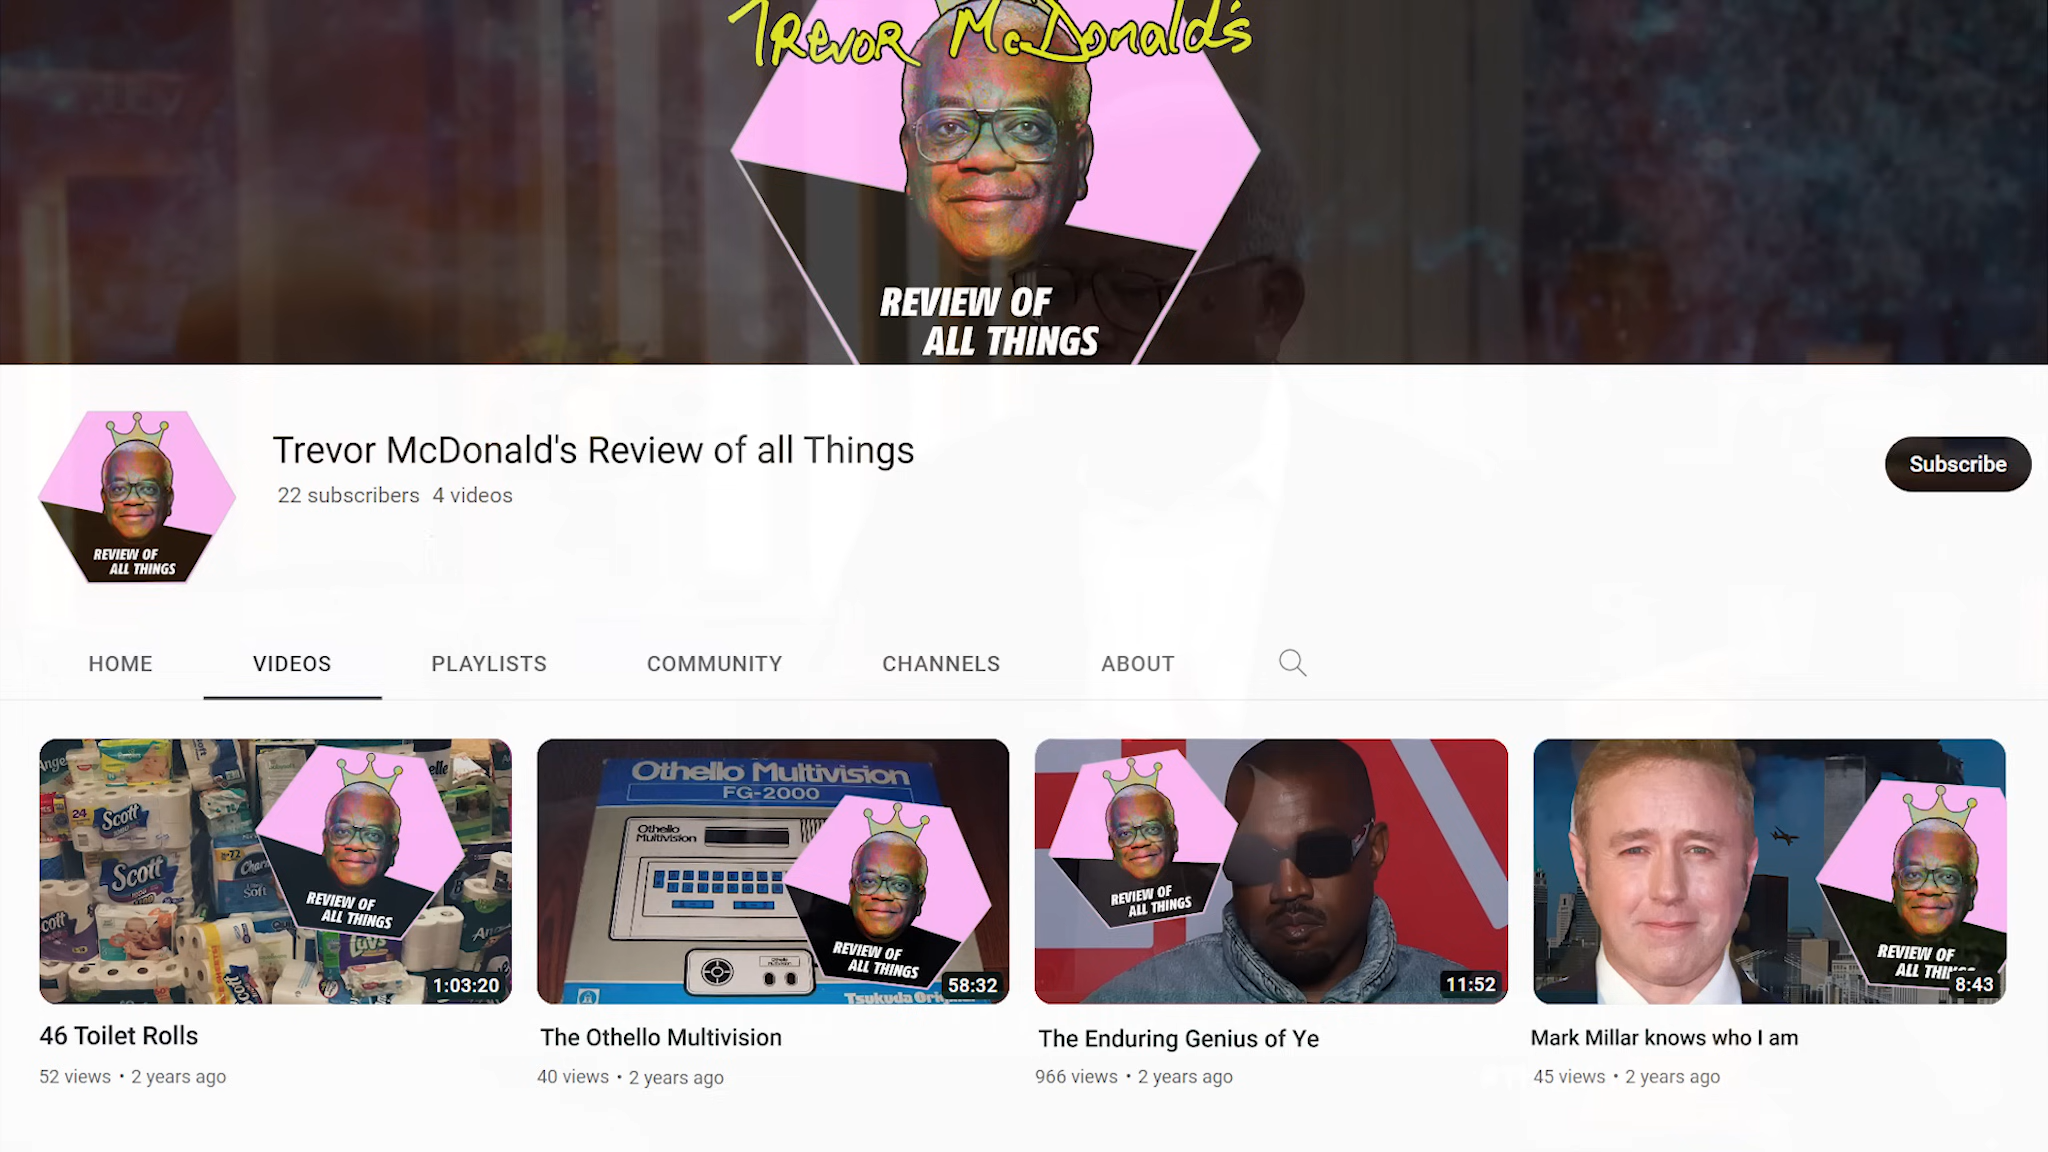 Trevor McDonald's
REVIEW OF
ALL THINGS
REVIEW OF
ALL THINGS
Trevor McDonald's Review of all Things
22 subscribers 4 videos
Subscribe
HOME VIDEOS PLAYLISTS COMMUNITY CHANNELS ABOUT
24
Scott
Scott
Soft
REVIEW OF
ALL THINGS
luvs
1:03:20
Othello Multivision
FG-2000
Othello
Multivision
REVIEW OF
ALL THINGS
58:32
REVIEW OF
ALL THINGS
11:52
REVIEW OF
8:43
46 Toilet Rolls
52 views • 2 years ago
The Othello Multivision
40 views • 2 years ago
The Enduring Genius of Ye
966 views • 2 years ago
Mark Millar knows who I am
45 views • 2 years ago